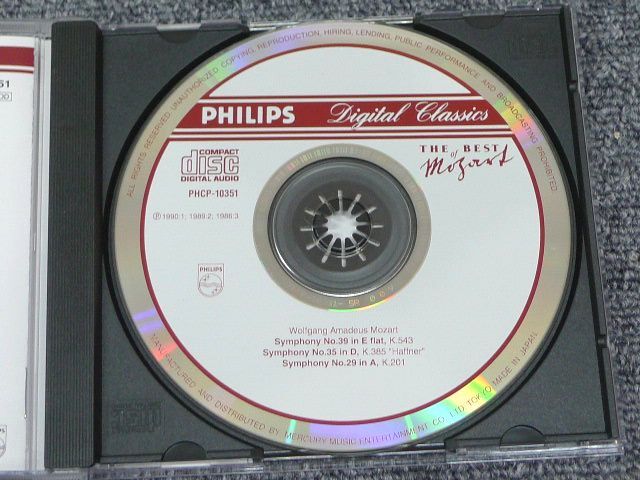 ALL RIGHTS RESERVED. UNAUTHORIZED COPYING, REPRODUCTION, HIRING, LENDING, PUBLIC PERFORMANCE AND BROADCASTING PROHIBITED.
PHILIPS Digital Classics
COMPACT
disc
DIGITAL AUDIO
PHCP-10351
THE BEST
of
Mozart
℗ 1990:1; 1989:2; 1986:3
PHILIPS
Wolfgang Amadeus Mozart
Symphony No.39 in E flat, K.543
Symphony No.35 in D, K.385 "Haffner"
Symphony No.29 in A, K.201
MANUFACTURED AND DISTRIBUTED BY MERCURY MUSIC ENTERTAINMENT CO., LTD. TOKYO MADE IN JAPAN